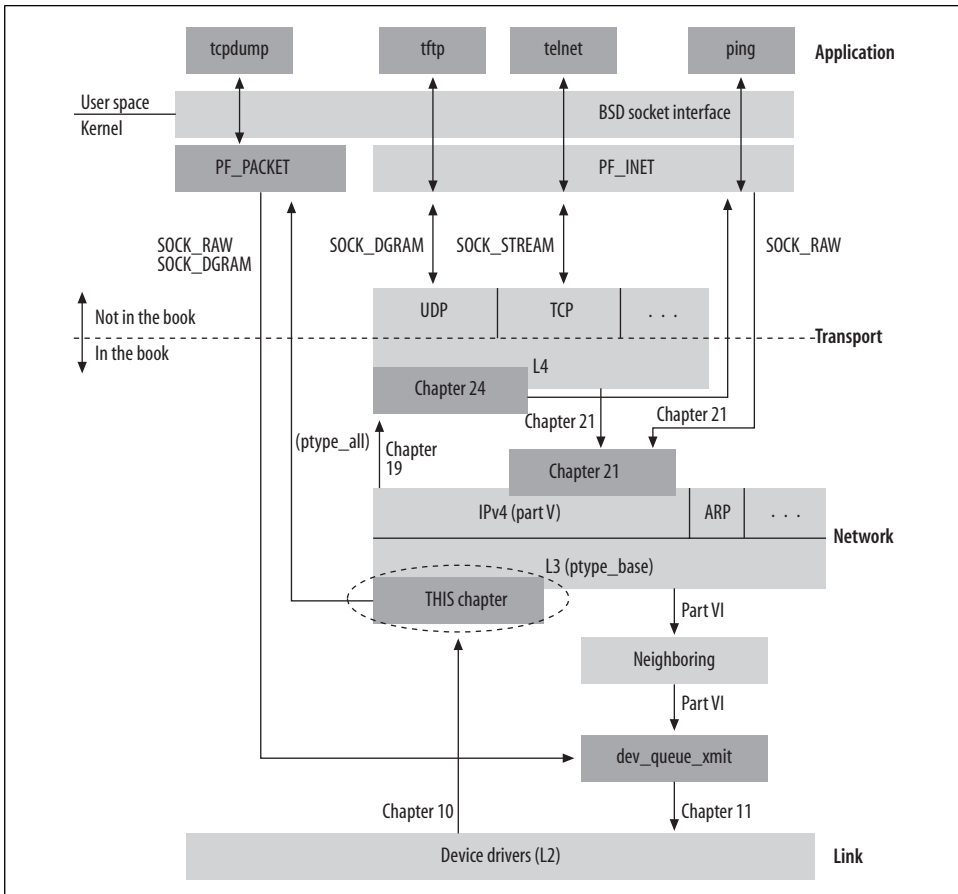 tcpdump
tftp
telnet
ping
Application
User space
Kernel
BSD socket interface
PF_PACKET
PF_INET
SOCK_RAW
SOCK_DGRAM
SOCK_DGRAM
SOCK_STREAM
SOCK_RAW
Not in the book
In the book
UDP
TCP
. . .
Transport
L4
Chapter 24
Chapter 21
Chapter 21
(ptype_all)
Chapter
19
Chapter 21
IPv4 (part V)
ARP
. . .
Network
L3 (ptype_base)
THIS chapter
Part VI
Neighboring
Part VI
dev_queue_xmit
Chapter 10
Chapter 11
Device drivers (L2)
Link